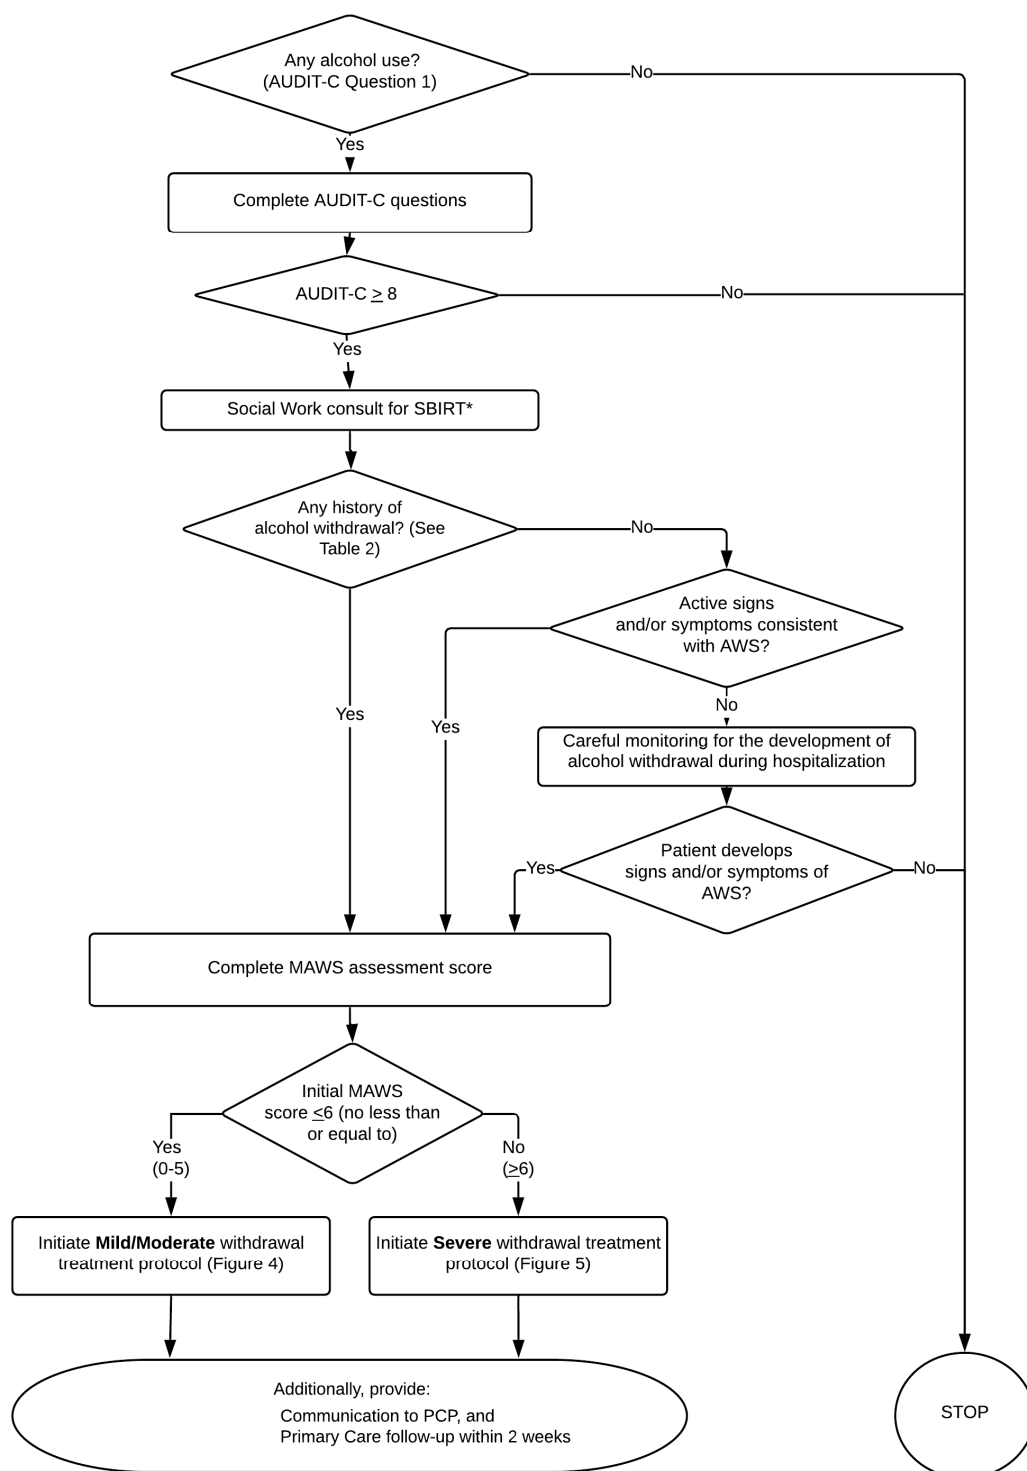 Any alcohol use?
(AUDIT-C Question 1)
No
Yes
Complete AUDIT-C questions
AUDIT-C ≥ 8
No
Yes
Social Work consult for SBIRT*
Any history of
alcohol withdrawal? (See
Table 2)
No
Active signs
and/or symptoms consistent
with AWS?
Yes
Yes
No
Careful monitoring for the development of
alcohol withdrawal during hospitalization
Patient develops
signs and/or symptoms of
AWS?
Yes
No
Complete MAWS assessment score
Initial MAWS
score ≤6 (no less than
or equal to)
Yes
(0-5)
No
(≥6)
Initiate Mild/Moderate withdrawal
treatment protocol (Figure 4)
Initiate Severe withdrawal treatment
protocol (Figure 5)
Additionally, provide:
Communication to PCP, and
Primary Care follow-up within 2 weeks
STOP